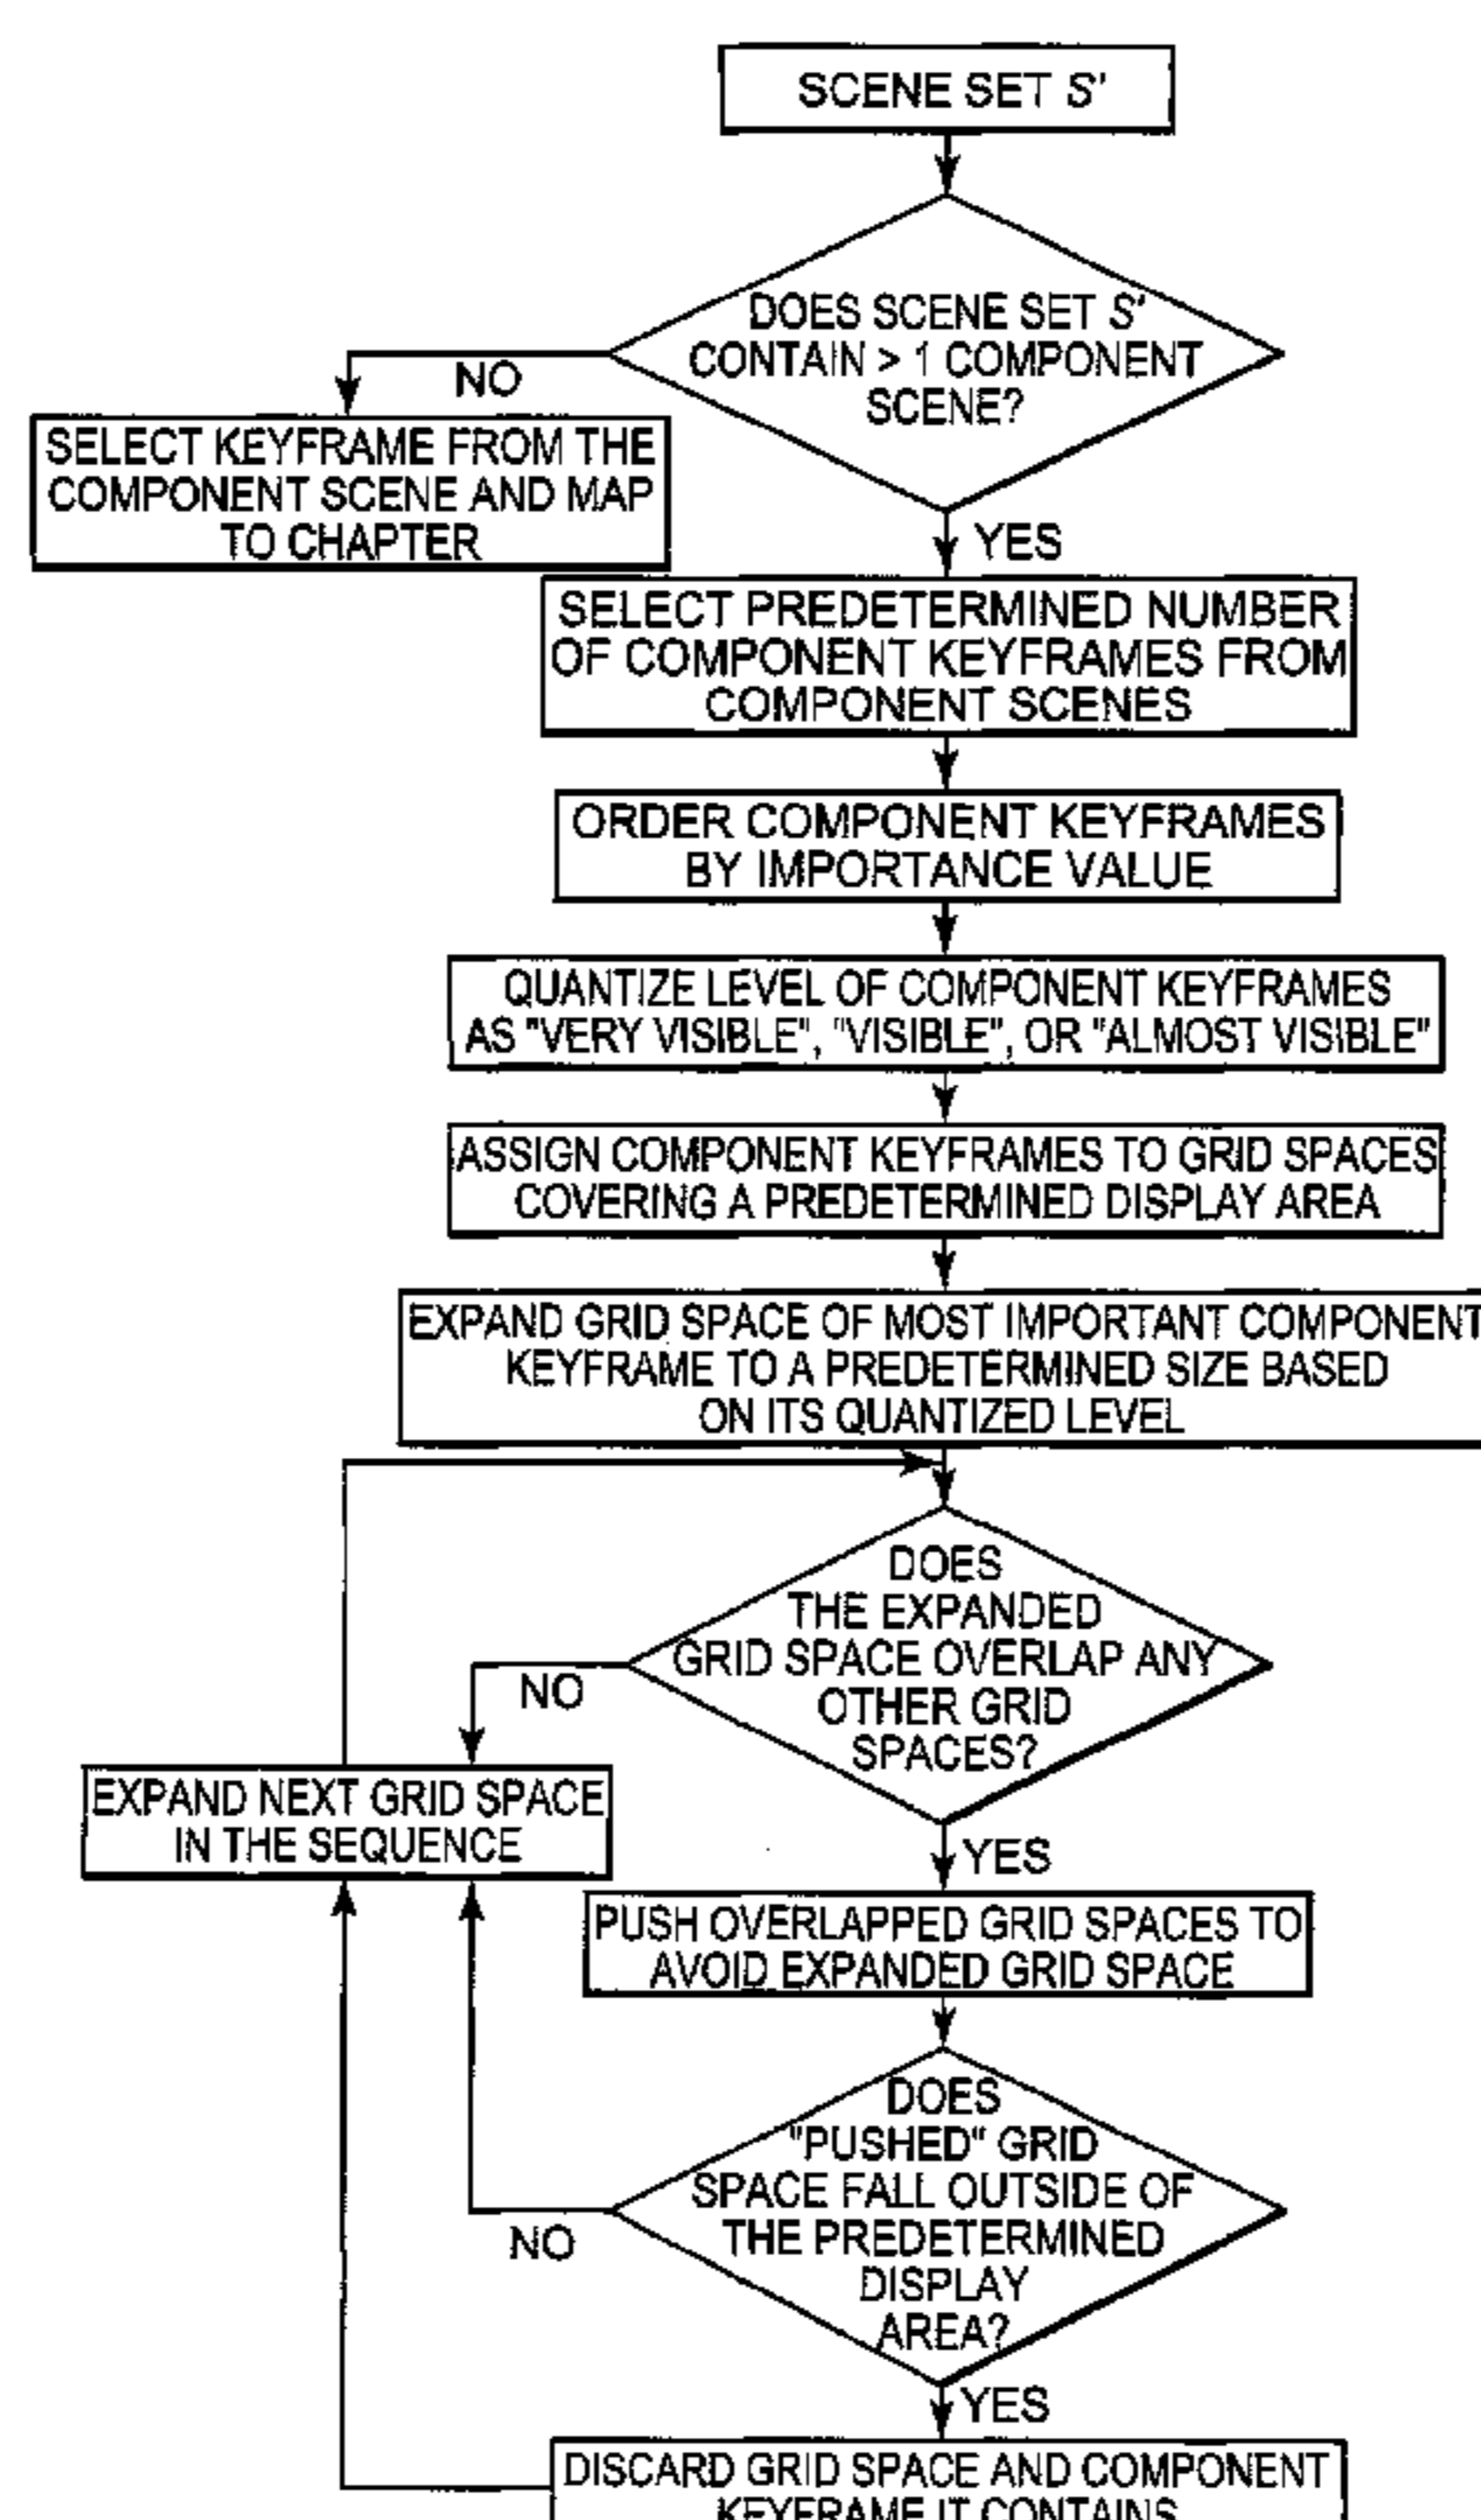 SCENE SET S'
DOES SCENE SET S'
CONTAIN > 1 COMPONENT
SCENE?
NO
SELECT KEYFRAME FROM THE
COMPONENT SCENE AND MAP
TO CHAPTER
YES
SELECT PREDETERMINED NUMBER
OF COMPONENT KEYFRAMES FROM
COMPONENT SCENES
ORDER COMPONENT KEYFRAMES
BY IMPORTANCE VALUE
QUANTIZE LEVEL OF COMPONENT KEYFRAMES
AS "VERY VISIBLE", "VISIBLE", OR "ALMOST VISIBLE"
ASSIGN COMPONENT KEYFRAMES TO GRID SPACES
COVERING A PREDETERMINED DISPLAY AREA
EXPAND GRID SPACE OF MOST IMPORTANT COMPONENT
KEYFRAME TO A PREDETERMINED SIZE BASED
ON ITS QUANTIZED LEVEL
DOES
THE EXPANDED
GRID SPACE OVERLAP ANY
OTHER GRID
SPACES?
NO
EXPAND NEXT GRID SPACE
IN THE SEQUENCE
YES
PUSH OVERLAPPED GRID SPACES TO
AVOID EXPANDED GRID SPACE
DOES
"PUSHED" GRID
SPACE FALL OUTSIDE OF
THE PREDETERMINED
DISPLAY
AREA?
NO
YES
DISCARD GRID SPACE AND COMPONENT
KEYFRAME IT CONTAINS